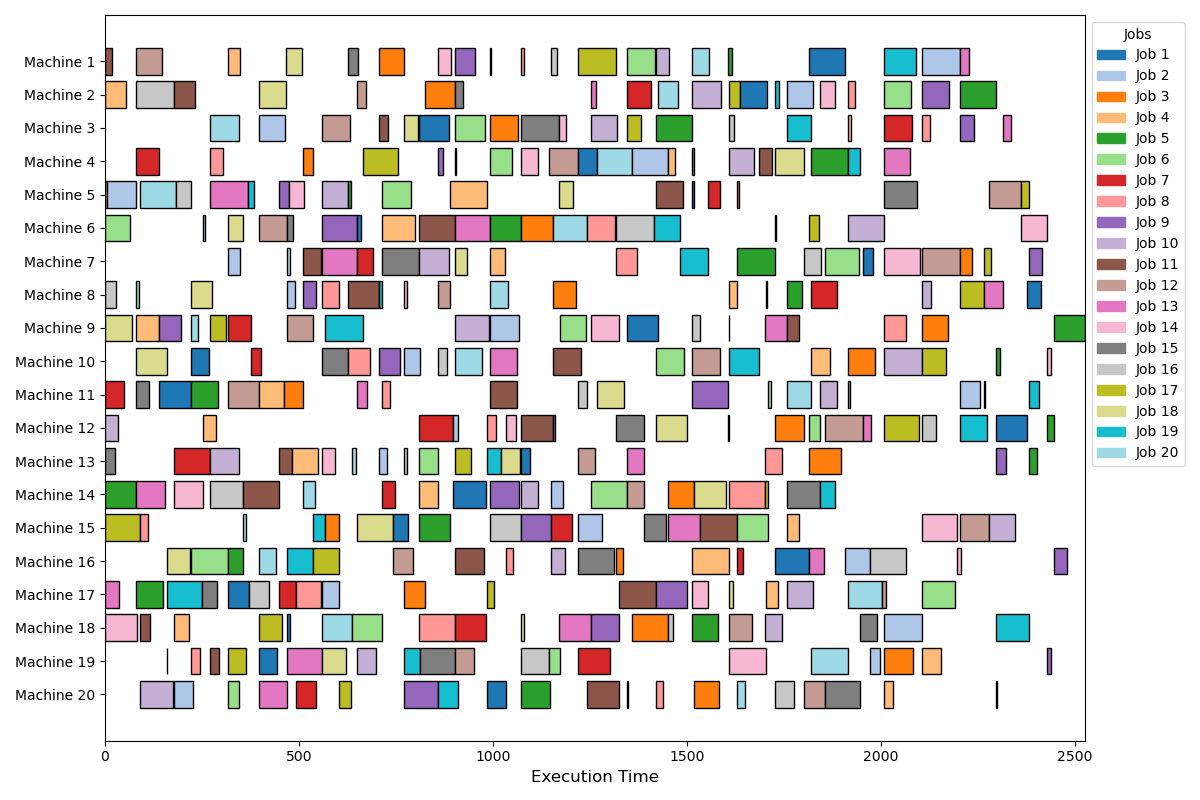 Machine 1
Machine 2
Machine 3
Machine 4
Machine 5
Machine 6
Machine 7
Machine 8
Machine 9
Machine 10
Machine 11
Machine 12
Machine 13
Machine 14
Machine 15
Machine 16
Machine 17
Machine 18
Machine 19
Machine 20
0 500 1000 1500 2000 2500
Execution Time
Jobs
Job 1
Job 2
Job 3
Job 4
Job 5
Job 6
Job 7
Job 8
Job 9
Job 10
Job 11
Job 12
Job 13
Job 14
Job 15
Job 16
Job 17
Job 18
Job 19
Job 20